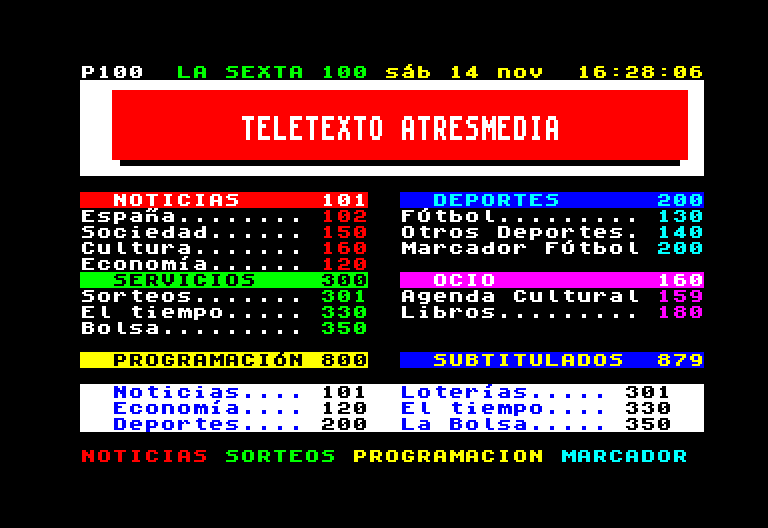 P100 LA SEXTA 100 sáb 14 nov 16:28:06
TELETEXTO ATRESMEDIA
NOTICIAS 101 DEPORTES 200
España........ 102 Fútbol......... 130
Sociedad...... 150 Otros Deportes. 140
Cultura....... 160 Marcador Fútbol 200
Economía...... 120
SERVICIOS 300 OCIO 160
Sorteos....... 301 Agenda Cultural 159
El tiempo..... 330 Libros......... 180
Bolsa......... 350
PROGRAMACIÓN 800 SUBTITULADOS 879
Noticias.... 101 Loterías..... 301
Economía.... 120 El tiempo.... 330
Deportes.... 200 La Bolsa..... 350
NOTICIAS SORTEOS PROGRAMACION MARCADOR